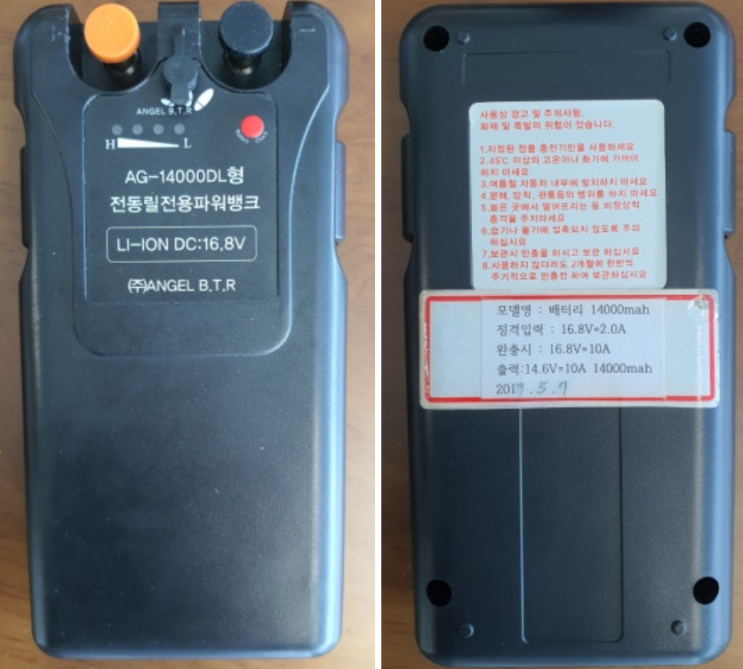 ANGEL B.T.R
H L
AG-14000DL형
전동릴전용파워뱅크
LI-ION DC:16.8V
㈜ANGEL B.T.R
사용상 경고 및 주의사항.
화재 및 폭발의 위험이 있습니다.
1.지정된 정품 충전기만을 사용하세요
2.45℃ 이상의 고온이나 화기에 가까이
하지 마세요
3.여름철 자동차 내부에 방치하지 마세요
4.분해, 압착, 관통등의 행위를 하지 마세요
5.높은 곳에서 떨어뜨리는 등 비정상적
충격을 주지마세요
6.습기나 물기에 접촉되지 않도록 주의
하십시요
7.보관시 만충을 하시고 보관 하십시요
8.사용하지 않더라도 2개월에 한번씩
주기적으로 만충전 하여 보관하십시요
모델명 : 배터리 14000mah
정격입력 : 16.8V=2.0A
완충시 : 16.8V=10A
출력:14.6V=10A 14000mah